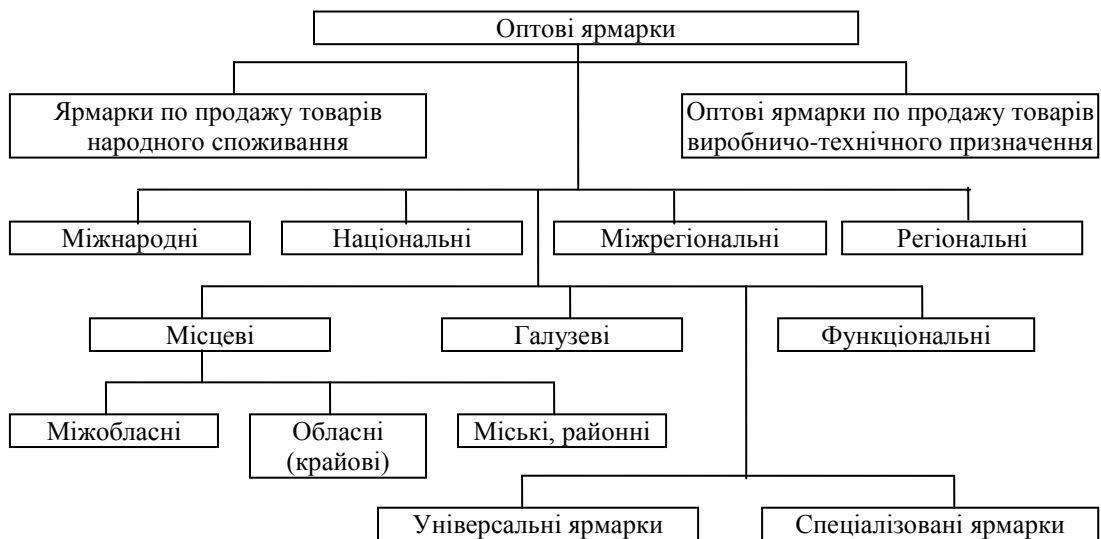 Оптові ярмарки
Ярмарки по продажу товарів
народного споживання
Оптові ярмарки по продажу товарів
виробничо-технічного призначення
Міжнародні
Національні
Міжрегіональні
Регіональні
Місцеві
Галузеві
Функціональні
Міжобласні
Обласні
(крайові)
Міські, районні
Універсальні ярмарки
Спеціалізовані ярмарки